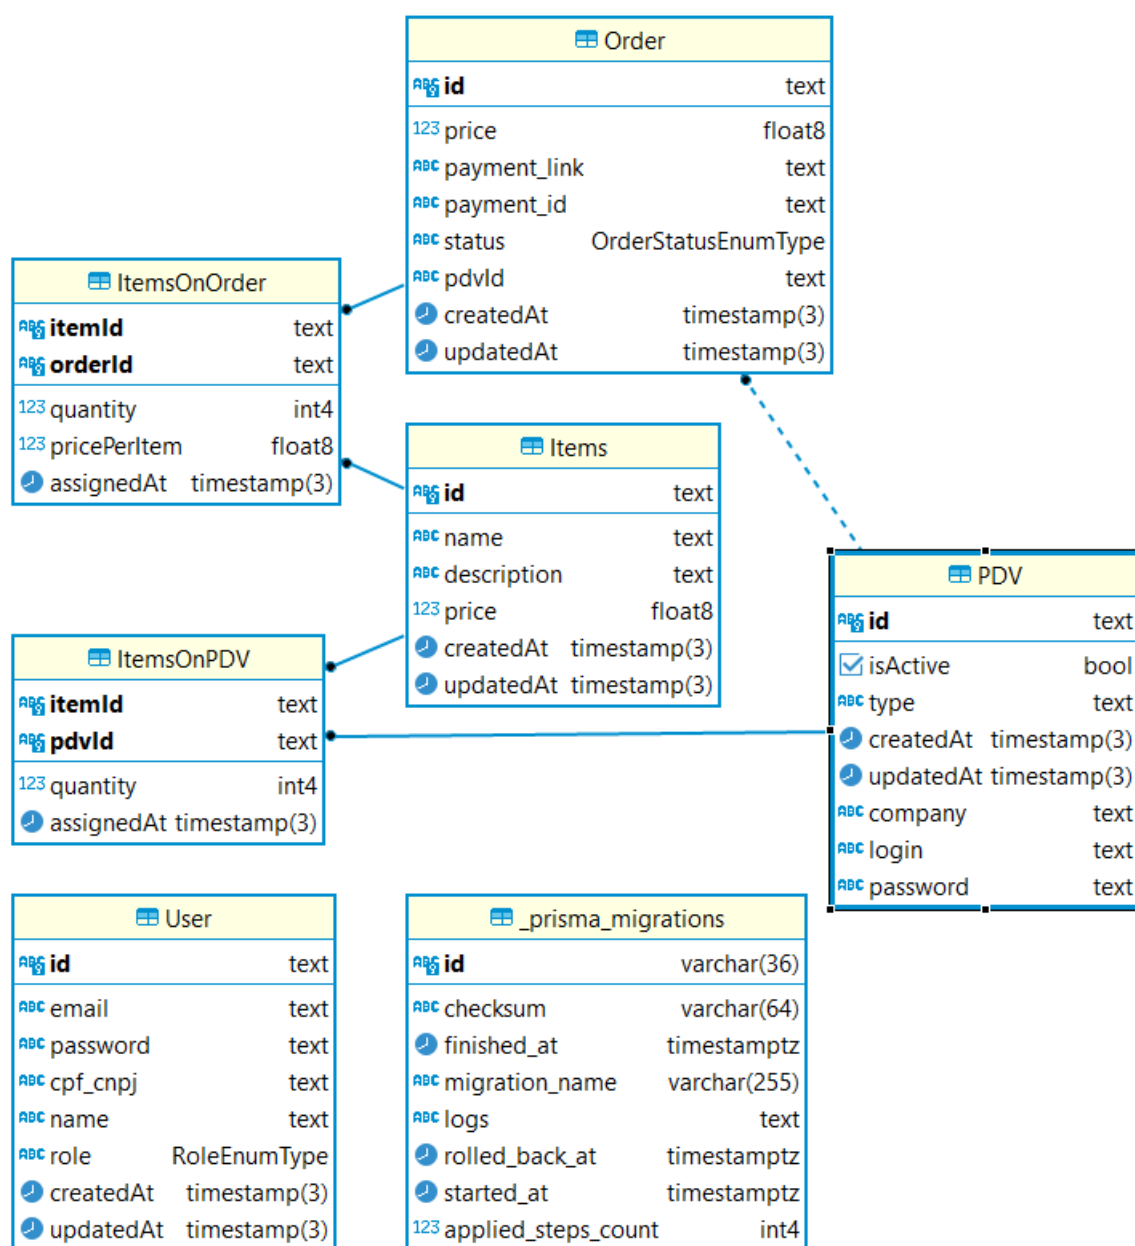 Order
id text
price float8
payment_link text
payment_id text
status OrderStatusEnumType
pdvId text
createdAt timestamp(3)
updatedAt timestamp(3)
ItemsOnOrder
itemId text
orderId text
quantity int4
pricePerItem float8
assignedAt timestamp(3)
Items
id text
name text
description text
price float8
createdAt timestamp(3)
updatedAt timestamp(3)
PDV
id text
isActive bool
type text
createdAt timestamp(3)
updatedAt timestamp(3)
company text
login text
password text
ItemsOnPDV
itemId text
pdvId text
quantity int4
assignedAt timestamp(3)
User
id text
email text
password text
cpf_cnpj text
name text
role RoleEnumType
createdAt timestamp(3)
updatedAt timestamp(3)
_prisma_migrations
id varchar(36)
checksum varchar(64)
finished_at timestamptz
migration_name varchar(255)
logs text
rolled_back_at timestamptz
started_at timestamptz
applied_steps_count int4